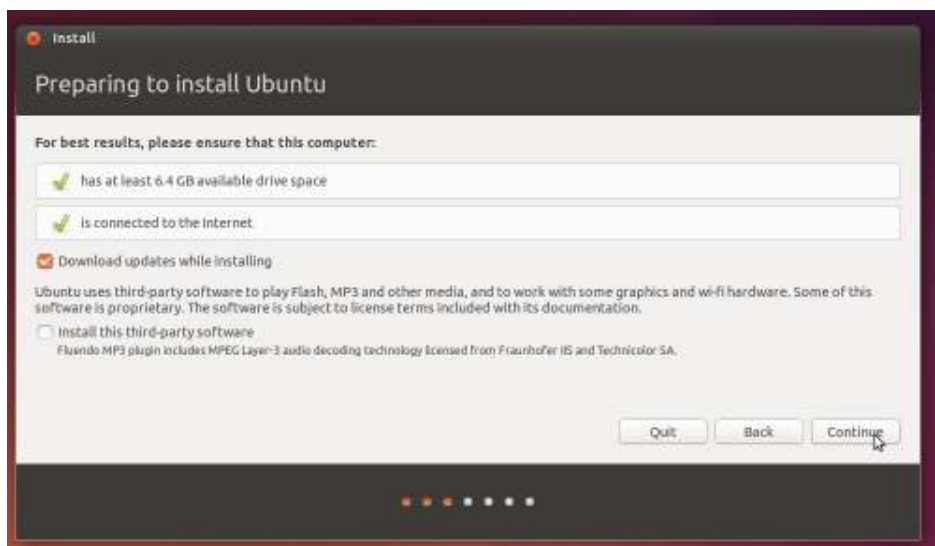 Install
Preparing to install Ubuntu
For best results, please ensure that this computer:
has at least 6.4 GB available drive space
is connected to the Internet
Download updates while installing
Ubuntu uses third-party software to play Flash, MP3 and other media, and to work with some graphics and wi-fi hardware. Some of this
software is proprietary. The software is subject to license terms included with its documentation.
Install this third-party software
Fluendo MP3 plugin includes MPEG Layer-3 audio decoding technology licensed from Fraunhofer IIS and Technicolor SA.
Quit Back Continue